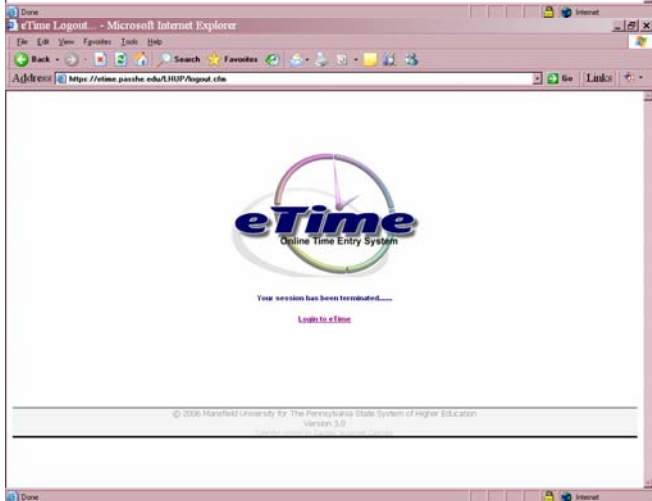 Done Internet
eTime Logout... - Microsoft Internet Explorer
File Edit View Favorites Tools Help
Back Search Favorites
Address https://etime.passhe.edu/LHUP/logout.cfm Go Links
eTime
Online Time Entry System
Your session has been terminated......
Login to eTime
© 2006 Mansfield University for The Pennsylvania State System of Higher Education
Version 3.0
Done Internet